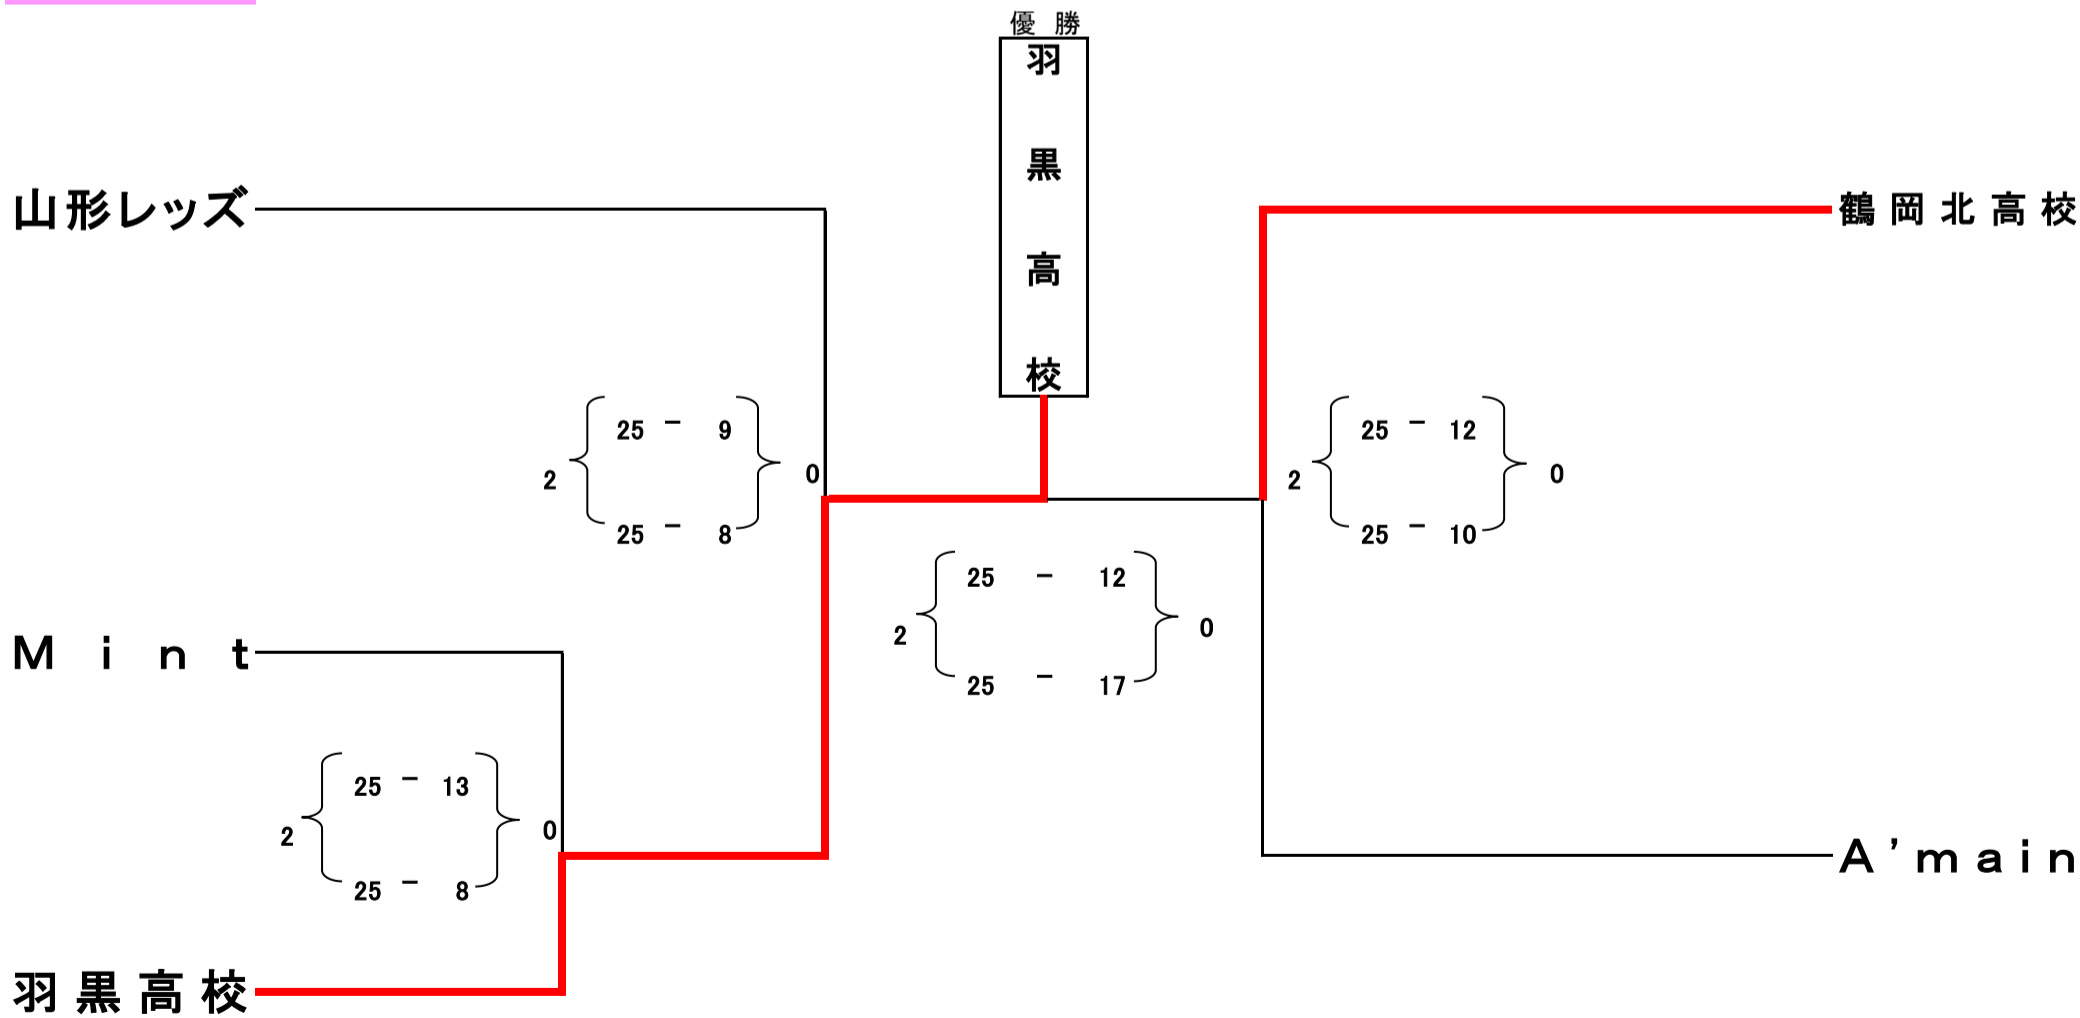 優 勝
羽
黒
高
校
山形レッズ
鶴岡北高校
25 - 9
2 0
25 - 8
25 - 12
2 0
25 - 10
25 - 12
2 0
25 - 17
Mint
25 - 13
2 0
25 - 8
A'main
羽黒高校